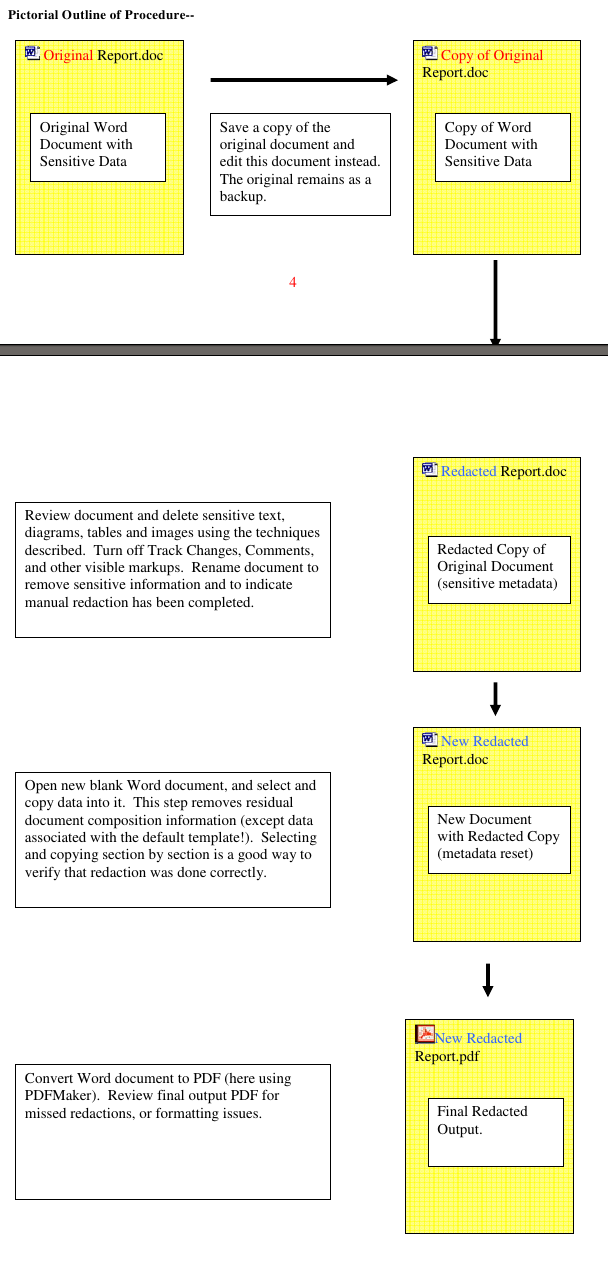 Pictorial Outline of Procedure--
Original Report.doc
Original Word
Document with
Sensitive Data
Save a copy of the
original document and
edit this document instead.
The original remains as a
backup.
Copy of Original
Report.doc
Copy of Word
Document with
Sensitive Data
4
Redacted Report.doc
Redacted Copy of
Original Document
(sensitive metadata)
Review document and delete sensitive text,
diagrams, tables and images using the techniques
described.  Turn off Track Changes, Comments,
and other visible markups.  Rename document to
remove sensitive information and to indicate
manual redaction has been completed.
New Redacted
Report.doc
New Document
with Redacted Copy
(metadata reset)
Open new blank Word document, and select and
copy data into it.  This step removes residual
document composition information (except data
associated with the default template!).  Selecting
and copying section by section is a good way to
verify that redaction was done correctly.
New Redacted
Report.pdf
Final Redacted
Output.
Convert Word document to PDF (here using
PDFMaker).  Review final output PDF for
missed redactions, or formatting issues.